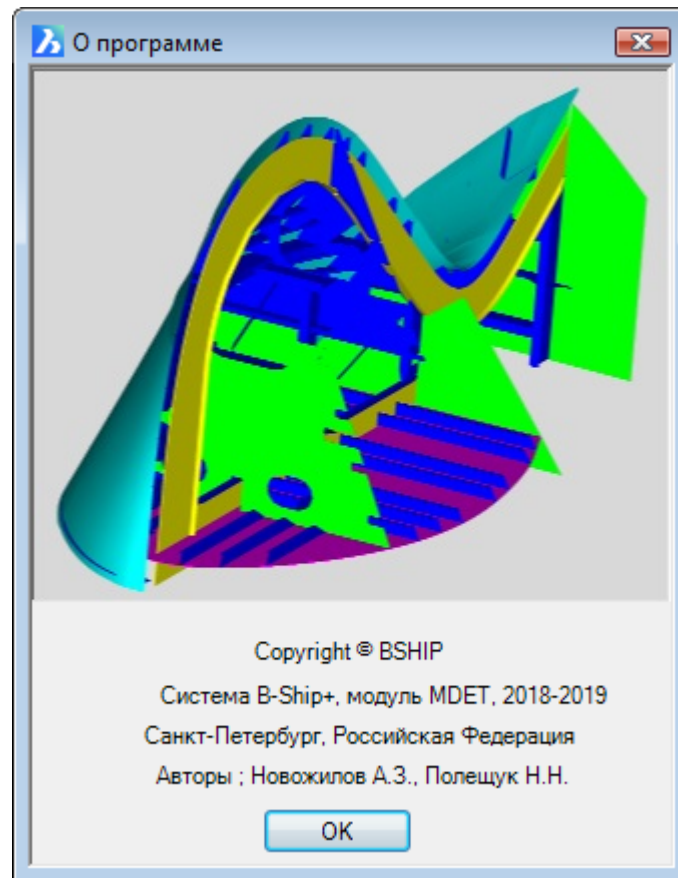 О программе
Copyright © BSHIP
Система B-Ship+, модуль MDET, 2018-2019
Санкт-Петербург, Российская Федерация
Авторы ; Новожилов А.З., Полещук Н.Н.
OK